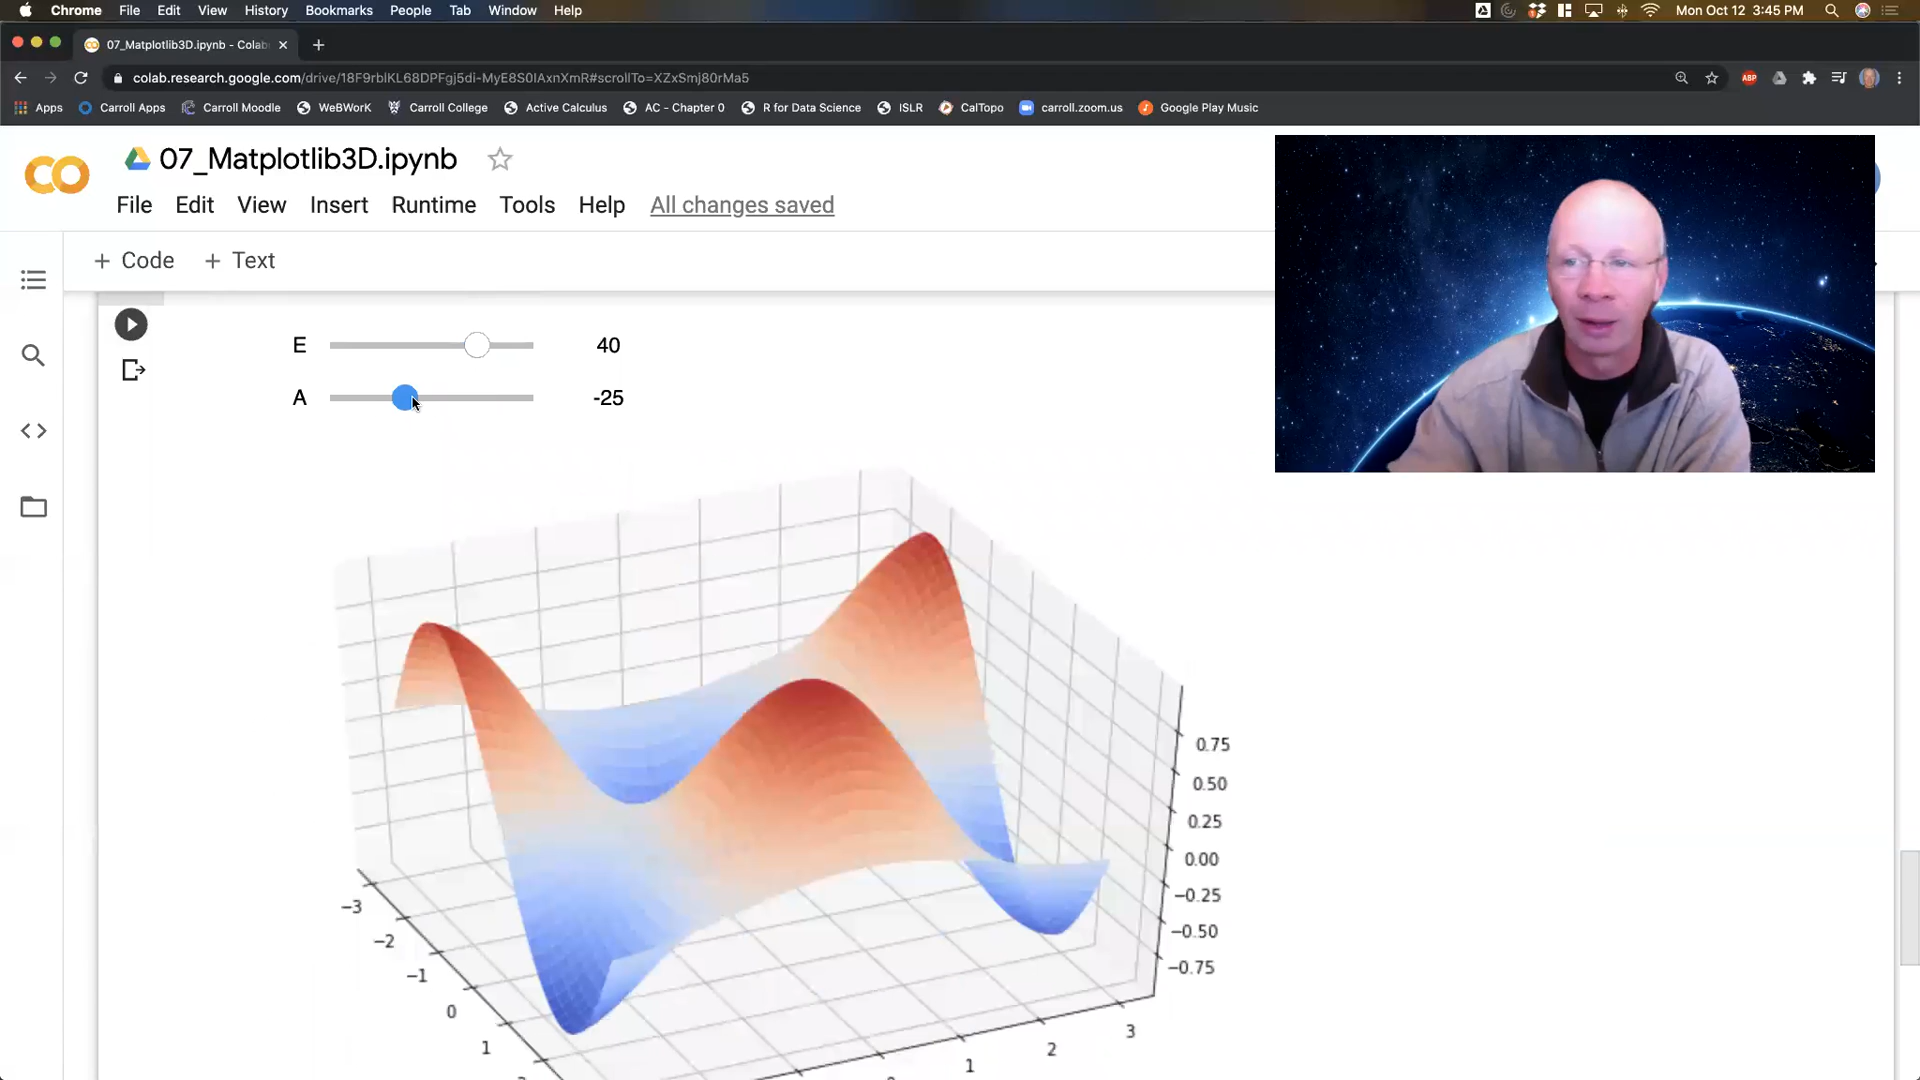 Chrome File Edit View History Bookmarks People Tab Window Help Mon Oct 12 3:45 PM
07_Matplotlib3D.ipynb - Colab
colab.research.google.com/drive/18F9rblKL68DPFgj5di-MyE8S0IAxnXmR#scrollTo=XZxSmj80rMa5
ABP
Apps Carroll Apps Carroll Moodle WeBWorK Carroll College Active Calculus AC - Chapter 0 R for Data Science ISLR CalTopo carroll.zoom.us Google Play Music
07_Matplotlib3D.ipynb
File Edit View Insert Runtime Tools Help All changes saved
+ Code + Text
E 40
A -25
0.75
0.50
0.25
0.00
−0.25
−0.50
−0.75
−3
−2
−1
0
1
1
2
3